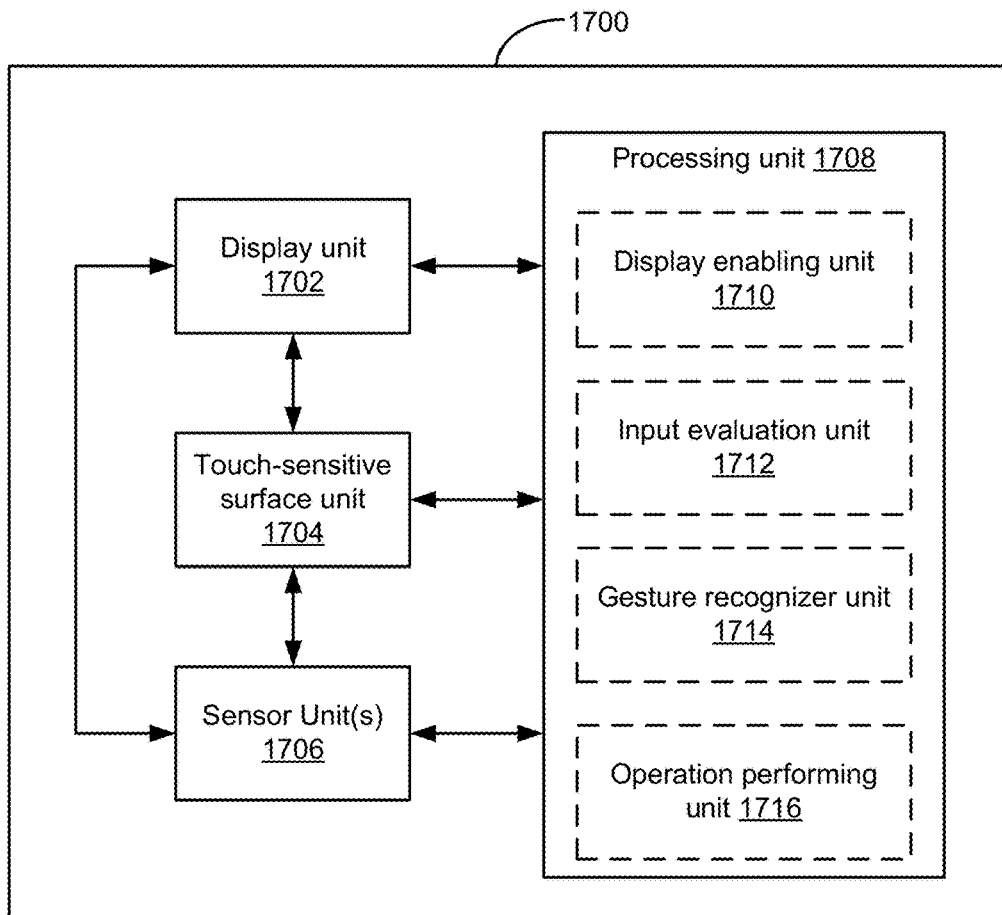 1700
Processing unit 1708
Display unit
1702
Display enabling unit
1710
Touch-sensitive
surface unit
1704
Input evaluation unit
1712
Gesture recognizer unit
1714
Sensor Unit(s)
1706
Operation performing
unit 1716